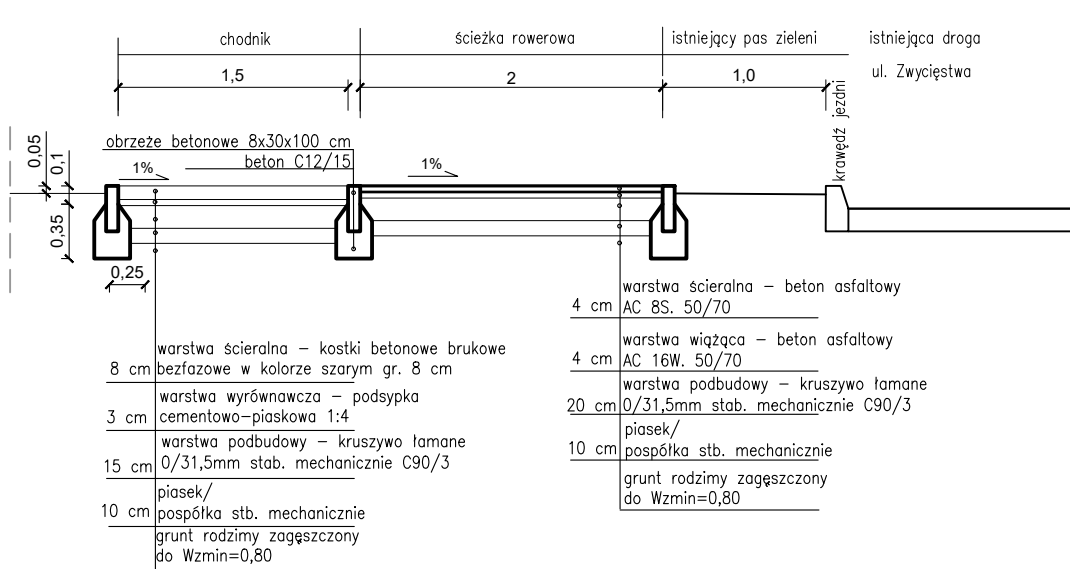 chodnik
ścieżka rowerowa
istniejący pas zieleni
istniejąca droga
ul. Zwycięstwa
1,5
2
1,0
krawędź jezdni
0,05
0,1
0,35
obrzeże betonowe 8x30x100 cm
beton C12/15
1%
1%
0,25
warstwa ścieralna – kostki betonowe brukowe
8 cm bezfazowe w kolorze szarym gr. 8 cm
warstwa wyrównawcza – podsypka
3 cm cementowo-piaskowa 1:4
warstwa podbudowy – kruszywo łamane
15 cm 0/31,5mm stab. mechanicznie C90/3
piasek/
10 cm pospółka stb. mechanicznie
grunt rodzimy zagęszczony
do Wzmin=0,80
warstwa ścieralna – beton asfaltowy
4 cm AC 8S. 50/70
warstwa wiążąca – beton asfaltowy
4 cm AC 16W. 50/70
warstwa podbudowy – kruszywo łamane
20 cm 0/31,5mm stab. mechanicznie C90/3
piasek/
10 cm pospółka stb. mechanicznie
grunt rodzimy zagęszczony
do Wzmin=0,80